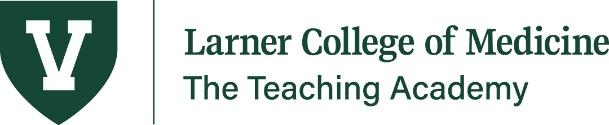 V
Larner College of Medicine
The Teaching Academy